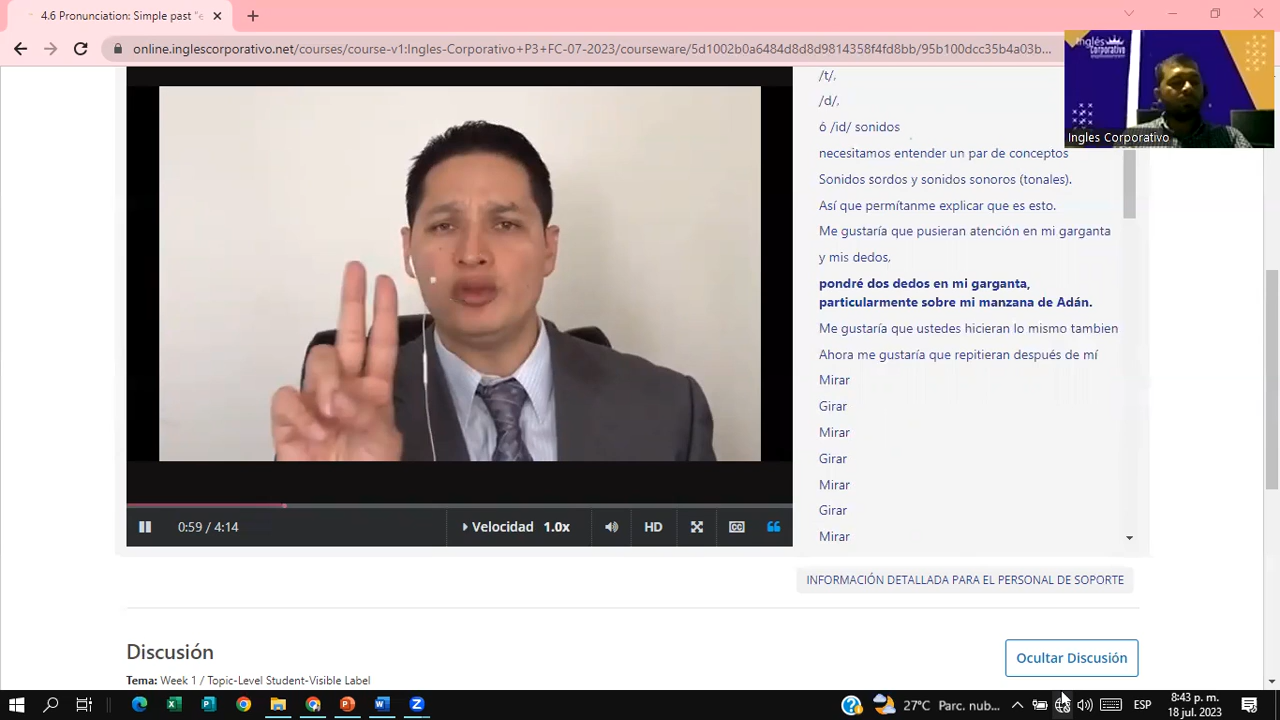 4.6 Pronunciation: Simple past "e
online.inglescorporativo.net/courses/course-v1:Ingles-Corporativo+P3+FC-07-2023/courseware/5d1002b0a6484d8d8d9614358f4fd8bb/95b100dcc35b4a03b...
Inglés
Corporativo
Ingles Corporativo
/t/,
/d/,
ó /id/ sonidos
necesitamos entender un par de conceptos
Sonidos sordos y sonidos sonoros (tonales).
Así que permítanme explicar que es esto.
Me gustaría que pusieran atención en mi garganta
y mis dedos,
pondré dos dedos en mi garganta,
particularmente sobre mi manzana de Adán.
Me gustaría que ustedes hicieran lo mismo tambien
Ahora me gustaría que repitieran después de mí
Mirar
Girar
Mirar
Girar
Mirar
Girar
Mirar
0:59 / 4:14
Velocidad 1.0x
HD
CC
INFORMACIÓN DETALLADA PARA EL PERSONAL DE SOPORTE
Discusión
Ocultar Discusión
Tema: Week 1 / Topic-Level Student-Visible Label
27°C Parc. nub...
ESP
8:43 p. m.
18 jul. 2023